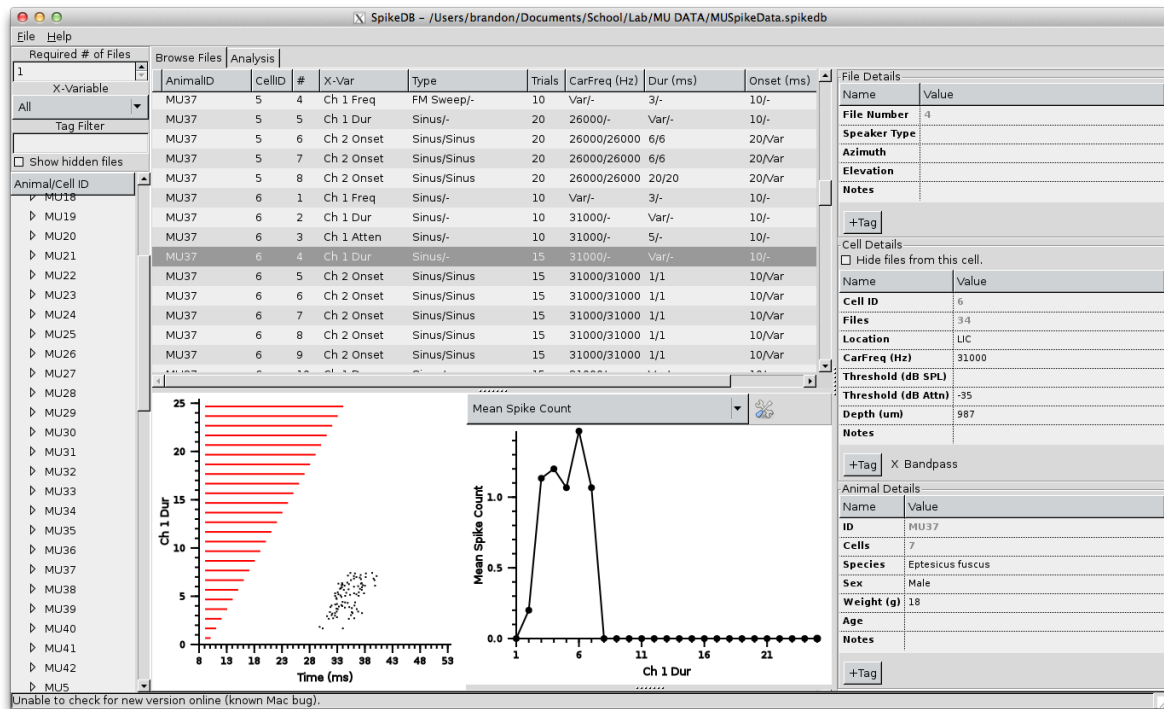 SpikeDB – /Users/brandon/Documents/School/Lab/MU DATA/MUSpikeData.spikedb
File Help
Required # of Files
1
X-Variable
All
Tag Filter
Show hidden files
Animal/Cell ID
MU18
MU19
MU20
MU21
MU22
MU23
MU24
MU25
MU26
MU27
MU28
MU29
MU30
MU31
MU32
MU33
MU34
MU35
MU36
MU37
MU38
MU39
MU40
MU41
MU42
MU5
Browse Files Analysis
AnimalID CellID # X-Var Type Trials CarFreq (Hz) Dur (ms) Onset (ms)
MU37 5 4 Ch 1 Freq FM Sweep/- 10 Var/- 3/- 10/-
MU37 5 5 Ch 1 Dur Sinus/- 20 26000/- Var/- 10/-
MU37 5 6 Ch 2 Onset Sinus/Sinus 20 26000/26000 6/6 20/Var
MU37 5 7 Ch 2 Onset Sinus/Sinus 20 26000/26000 6/6 20/Var
MU37 5 8 Ch 2 Onset Sinus/Sinus 20 26000/26000 20/20 20/Var
MU37 6 1 Ch 1 Freq Sinus/- 10 Var/- 3/- 10/-
MU37 6 2 Ch 1 Dur Sinus/- 10 31000/- Var/- 10/-
MU37 6 3 Ch 1 Atten Sinus/- 10 31000/- 5/- 10/-
MU37 6 4 Ch 1 Dur Sinus/- 15 31000/- Var/- 10/-
MU37 6 5 Ch 2 Onset Sinus/Sinus 15 31000/31000 1/1 10/Var
MU37 6 6 Ch 2 Onset Sinus/Sinus 15 31000/31000 1/1 10/Var
MU37 6 7 Ch 2 Onset Sinus/Sinus 15 31000/31000 1/1 10/Var
MU37 6 8 Ch 2 Onset Sinus/Sinus 15 31000/31000 1/1 10/Var
MU37 6 9 Ch 2 Onset Sinus/Sinus 15 31000/31000 1/1 10/Var
25
20
15
10
5
0
Ch 1 Dur
8 13 18 23 28 33 38 43 48 53
Time (ms)
Mean Spike Count
Mean Spike Count
1.0
0.5
0.0
1 6 11 16 21
Ch 1 Dur
File Details
Name Value
File Number 4
Speaker Type
Azimuth
Elevation
Notes
+Tag
Cell Details
Hide files from this cell.
Name Value
Cell ID 6
Files 34
Location LIC
CarFreq (Hz) 31000
Threshold (dB SPL)
Threshold (dB Attn) -35
Depth (um) 987
Notes
+Tag X Bandpass
Animal Details
Name Value
ID MU37
Cells 7
Species Eptesicus fuscus
Sex Male
Weight (g) 18
Age
Notes
+Tag
Unable to check for new version online (known Mac bug).